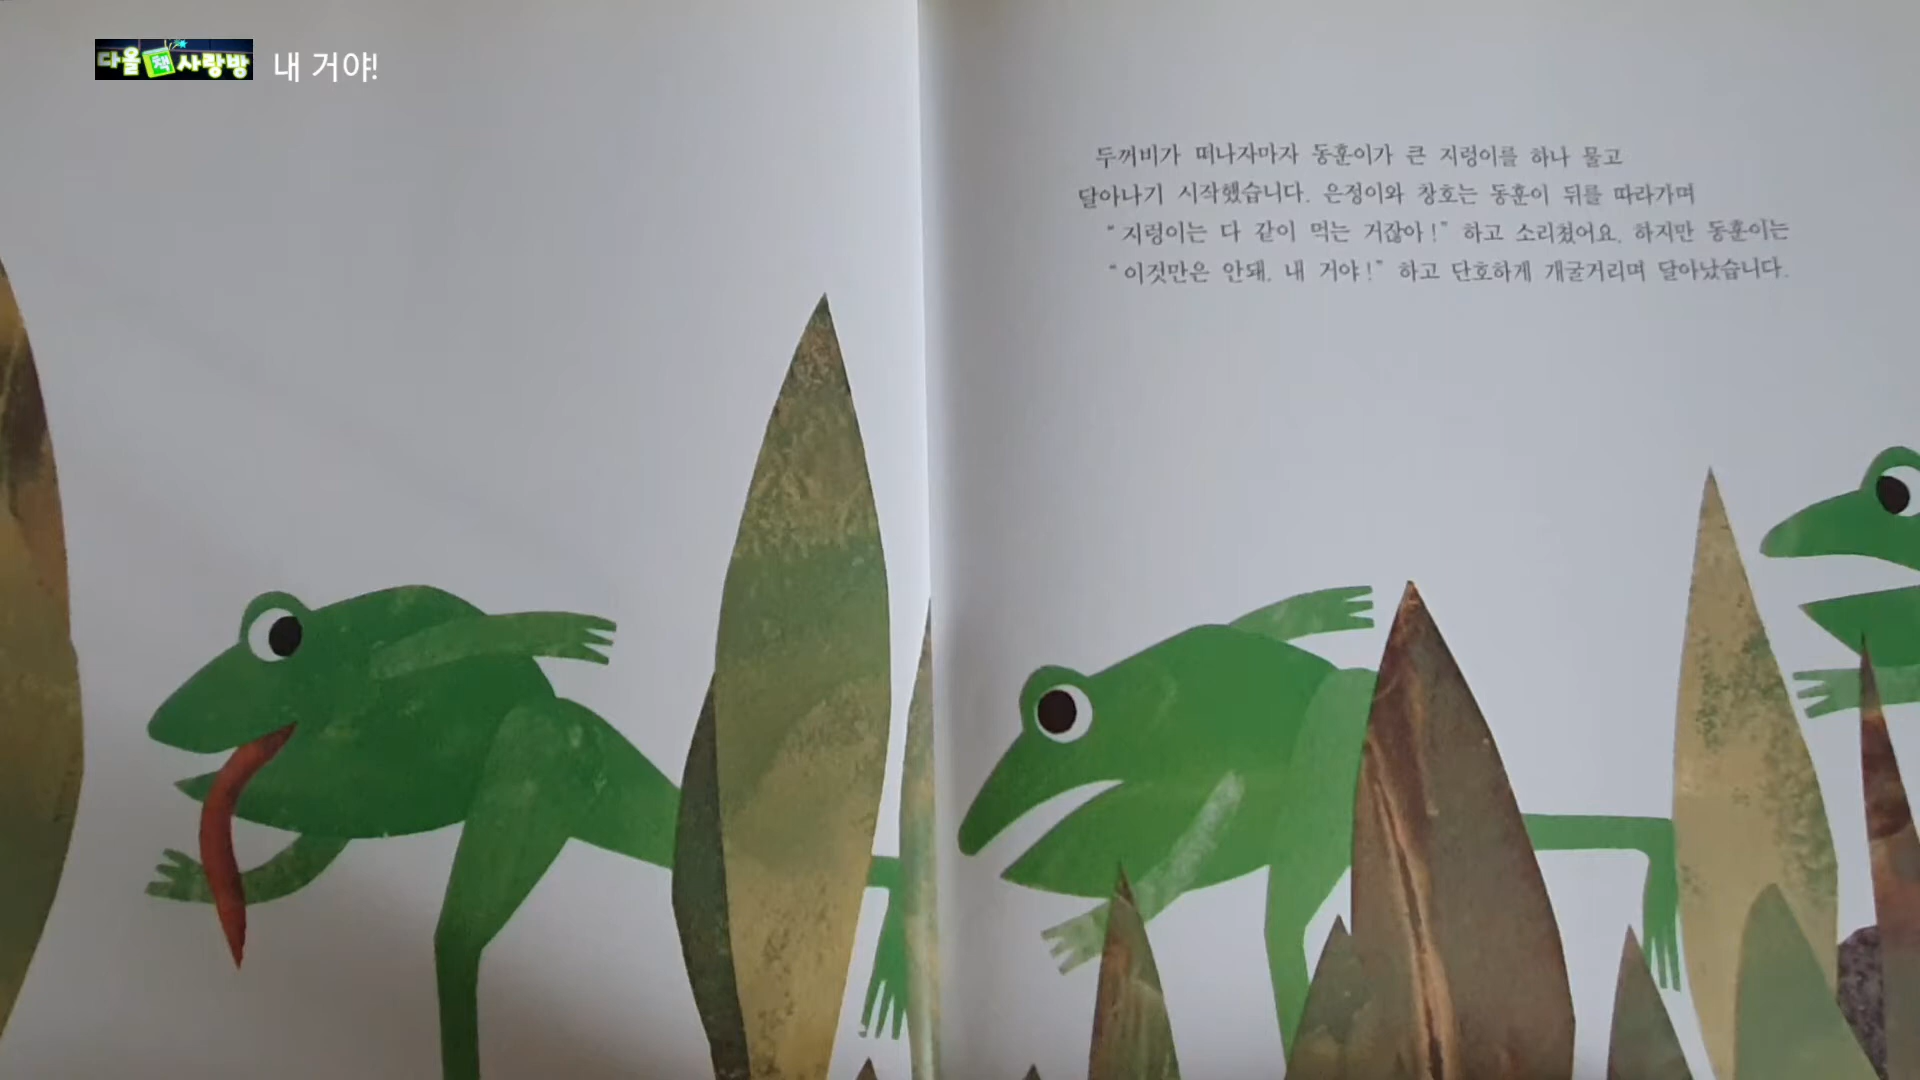 다올 책 사랑방
내 거야!
두꺼비가 떠나자마자 동훈이가 큰 지렁이를 하나 물고
달아나기 시작했습니다. 은정이와 창호는 동훈이 뒤를 따라가며
“지렁이는 다 같이 먹는 거잖아!” 하고 소리쳤어요. 하지만 동훈이는
“이것만은 안돼. 내 거야!” 하고 단호하게 개굴거리며 달아났습니다.